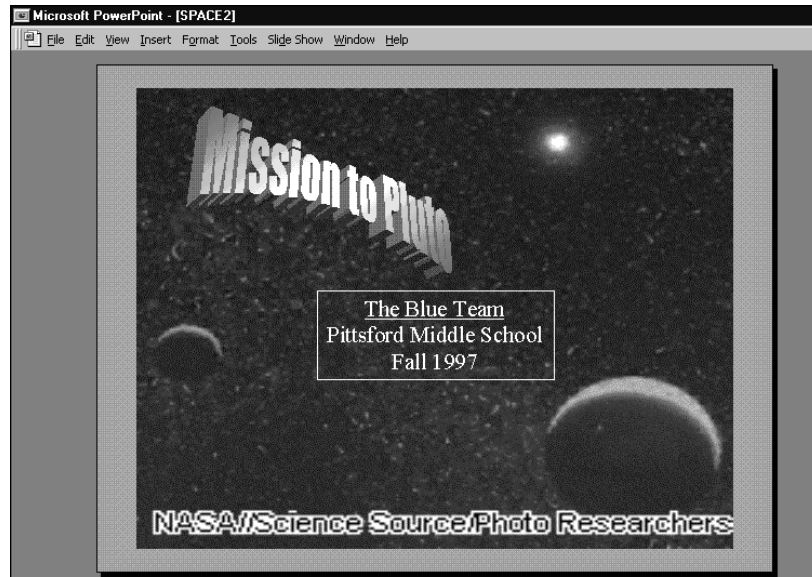 Microsoft PowerPoint - [SPACE2]
File Edit View Insert Format Tools Slide Show Window Help
Mission to Pluto
The Blue Team
Pittsford Middle School
Fall 1997
NASA//Science Source/Photo Researchers